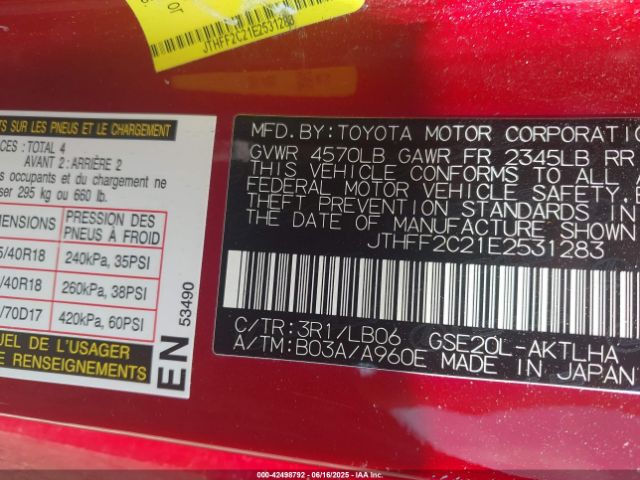 JTHFF2C21E2531283
TS SUR LES PNEUS ET LE CHARGEMENT
CES : TOTAL 4
AVANT 2 : ARRIÈRE 2
s occupants et du chargement ne
ser 295 kg ou 660 lb.
MENSIONS PRESSION DES PNEUS À FROID
5/40R18 240kPa, 35PSI
/40R18 260kPa, 38PSI
/70D17 420kPa, 60PSI
UEL DE L'USAGER
E RENSEIGNEMENTS
EN 53490
MFD. BY: TOYOTA MOTOR CORPORATION
GVWR 4570LB GAWR FR 2345LB RR
THIS VEHICLE CONFORMS TO ALL A
FEDERAL MOTOR VEHICLE SAFETY, B
THEFT PREVENTION STANDARDS IN
THE DATE OF MANUFACTURE SHOWN
JTHFF2C21E2531283
C/TR: 3R1/LB06 GSE20L-AKTLHA
A/TM: B03A/A960E MADE IN JAPAN
000-42498792 - 06/16/2025 - IAAI.COM